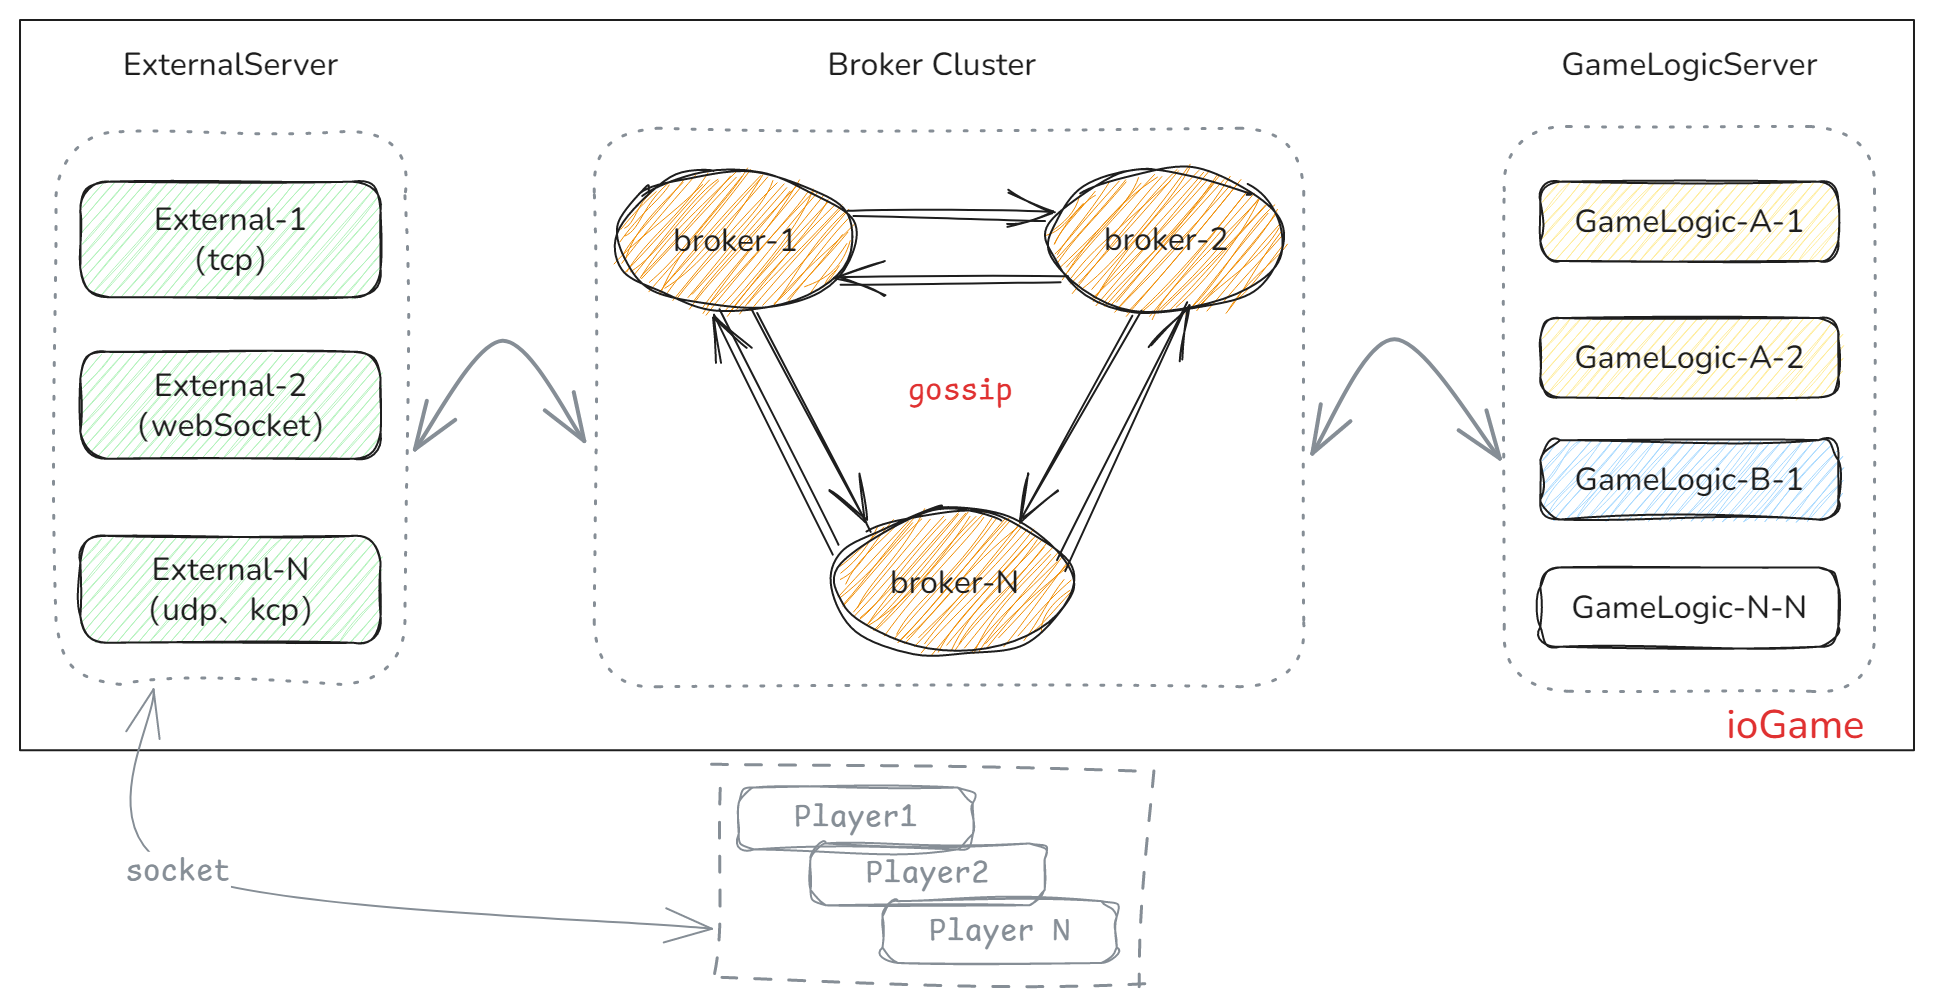 ExternalServer
Broker Cluster
GameLogicServer
External-1
(tcp)
External-2
(webSocket)
External-N
(udp、kcp)
broker-1
broker-2
gossip
broker-N
GameLogic-A-1
GameLogic-A-2
GameLogic-B-1
GameLogic-N-N
ioGame
socket
Player1
Player2
Player N